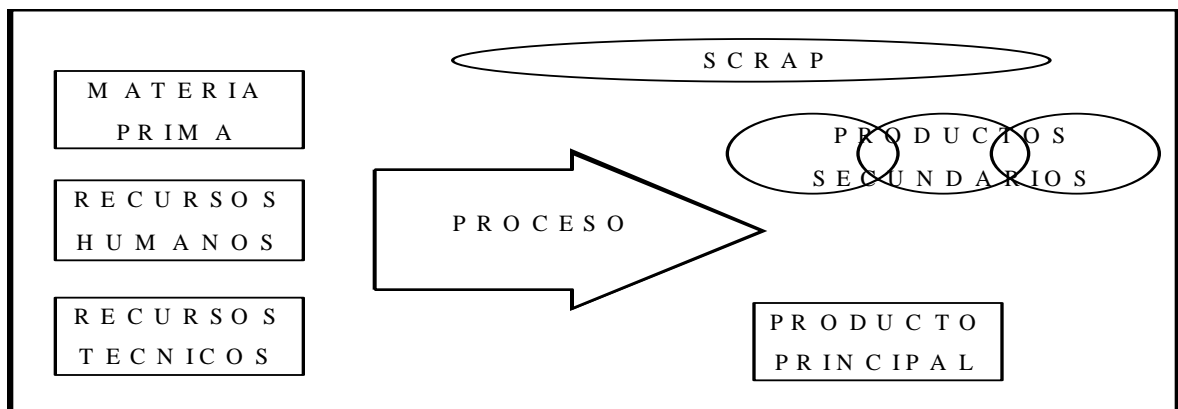 SCRAP
MATERIA
PRIMA
PRODUCTOS
SECUNDARIOS
RECURSOS
HUMANOS
PROCESO
RECURSOS
TECNICOS
PRODUCTO
PRINCIPAL